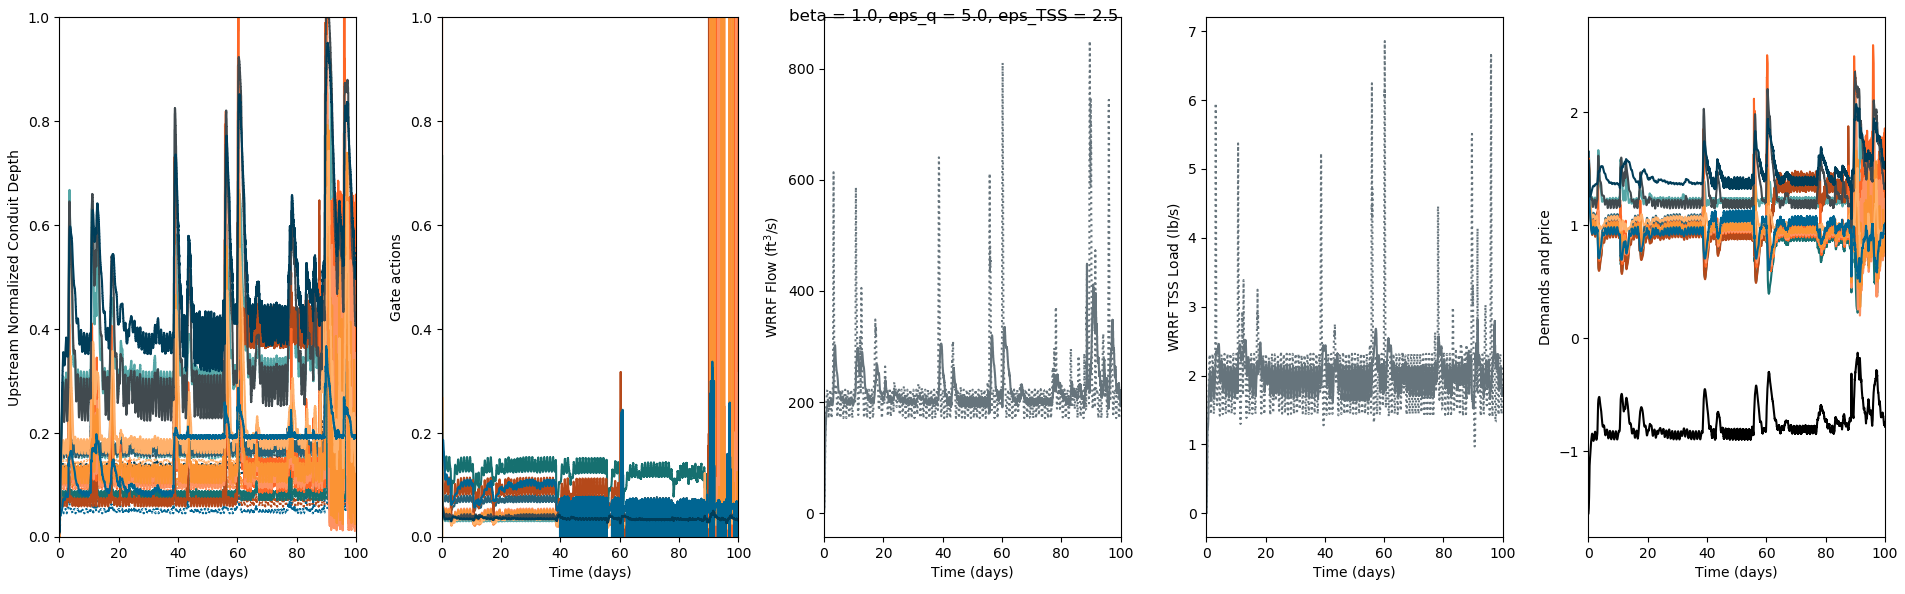 beta = 1.0, eps_q = 5.0, eps_TSS = 2.5
Upstream Normalized Conduit Depth
1.0
0.8
0.6
0.4
0.2
0.0
0 20 40 60 80 100
Time (days)
Gate actions
1.0
0.8
0.6
0.4
0.2
0.0
0 20 40 60 80 100
Time (days)
WRRF Flow (ft³/s)
800
600
400
200
0
0 20 40 60 80 100
Time (days)
WRRF TSS Load (lb/s)
7
6
5
4
3
2
1
0
0 20 40 60 80 100
Time (days)
Demands and price
2
1
0
−1
0 20 40 60 80 100
Time (days)